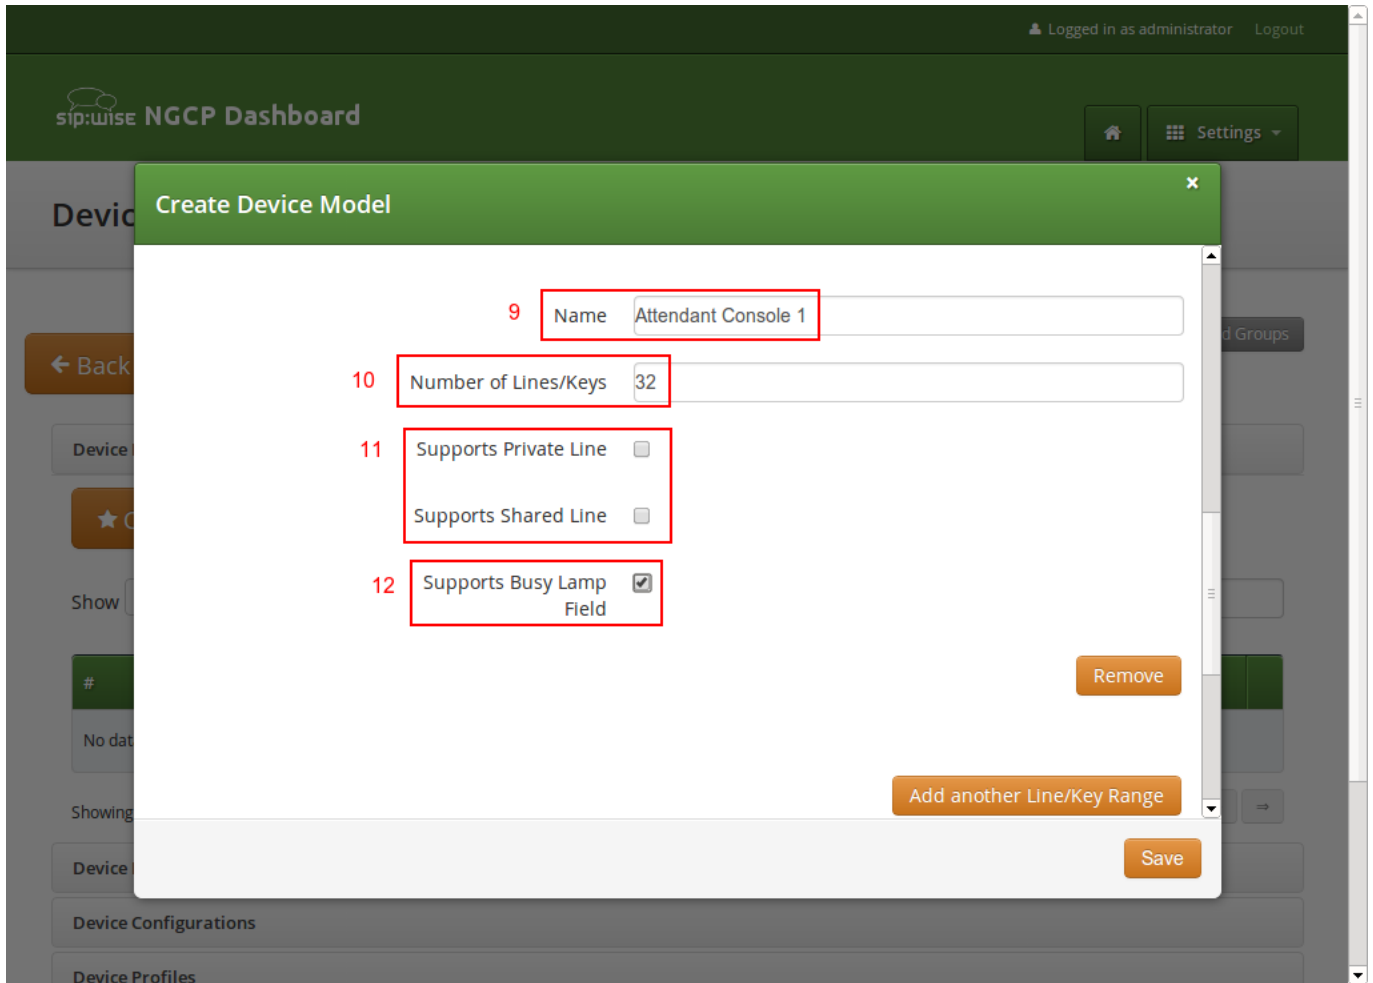 Logged in as administrator Logout
sip:wise NGCP Dashboard
Settings
Create Device Model
Devic
9 Name Attendant Console 1
d Groups
Back
10 Number of Lines/Keys 32
11 Supports Private Line
Device
Supports Shared Line
12 Supports Busy Lamp
Field
Show
Remove
#
No dat
Add another Line/Key Range
Showing
Save
Device
Device Configurations
Device Profiles